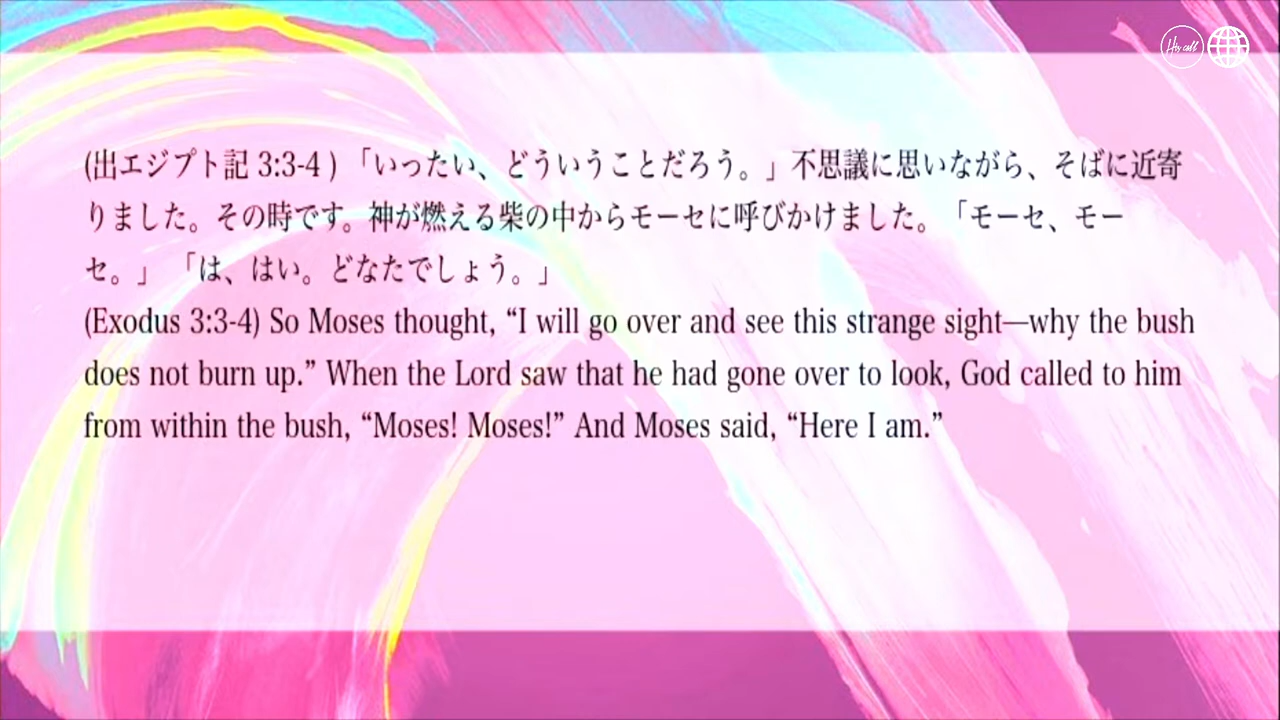 His call
(出エジプト記 3:3-4 ) 「いったい、どういうことだろう。」不思議に思いながら、そばに近寄
りました。その時です。神が燃える柴の中からモーセに呼びかけました。「モーセ、モー
セ。」 「は、はい。どなたでしょう。」
(Exodus 3:3-4) So Moses thought, “I will go over and see this strange sight—why the bush
does not burn up.” When the Lord saw that he had gone over to look, God called to him
from within the bush, “Moses! Moses!” And Moses said, “Here I am.”